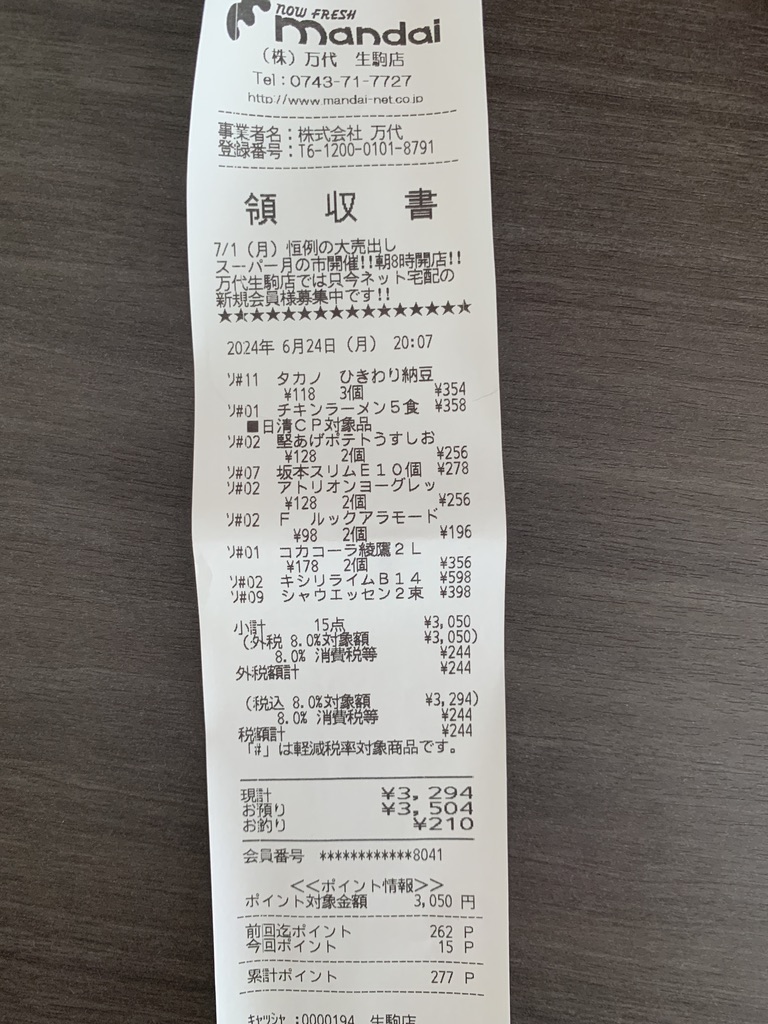 NOW FRESH
mandai
(株) 万代 生駒店
Tel:0743-71-7727
http://www.mandai-net.co.jp
事業者名:株式会社 万代
登録番号:T6-1200-0101-8791
領 収 書
7/1 (月) 恒例の大売出し
スーパー月の市開催!!朝8時開店!!
万代生駒店では只今ネット宅配の
新規会員様募集中です!!
★★★★★★★★★★★★★★★★
2024年 6月24日 (月) 20:07
ソ#11 タカノ ひきわり納豆
¥118 3個 ¥354
ソ#01 チキンラーメン5食 ¥358
■日清CP対象品
ソ#02 堅あげポテトうすしお
¥128 2個 ¥256
ソ#07 坂本スリムE10個 ¥278
ソ#02 アトリオンヨーグレッ
¥128 2個 ¥256
ソ#02 F ルックアラモード
¥98 2個 ¥196
ソ#01 コカコーラ綾鷹2L
¥178 2個 ¥356
ソ#02 キシリライムB14 ¥598
ソ#09 シャウエッセン2束 ¥398
小計 15点 ¥3,050
(外税 8.0%対象額 ¥3,050)
8.0% 消費税等 ¥244
外税額計 ¥244
(税込 8.0%対象額 ¥3,294)
8.0% 消費税等 ¥244
税額計 ¥244
「#」は軽減税率対象商品です。
現計 ¥3,294
お預り ¥3,504
お釣り ¥210
会員番号 ************8041
<<ポイント情報>>
ポイント対象金額 3,050 円
前回迄ポイント 262 P
今回ポイント 15 P
累計ポイント 277 P
ｷｬｯｼｬ :0000194 生駒店